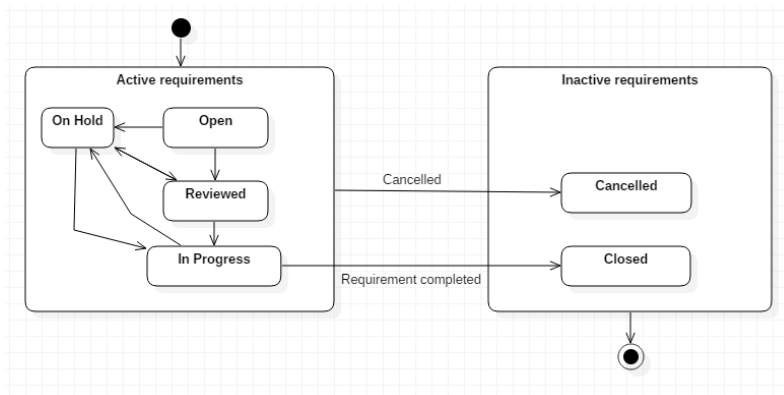 Active requirements
Inactive requirements
On Hold
Open
Reviewed
In Progress
Cancelled
Cancelled
Requirement completed
Closed